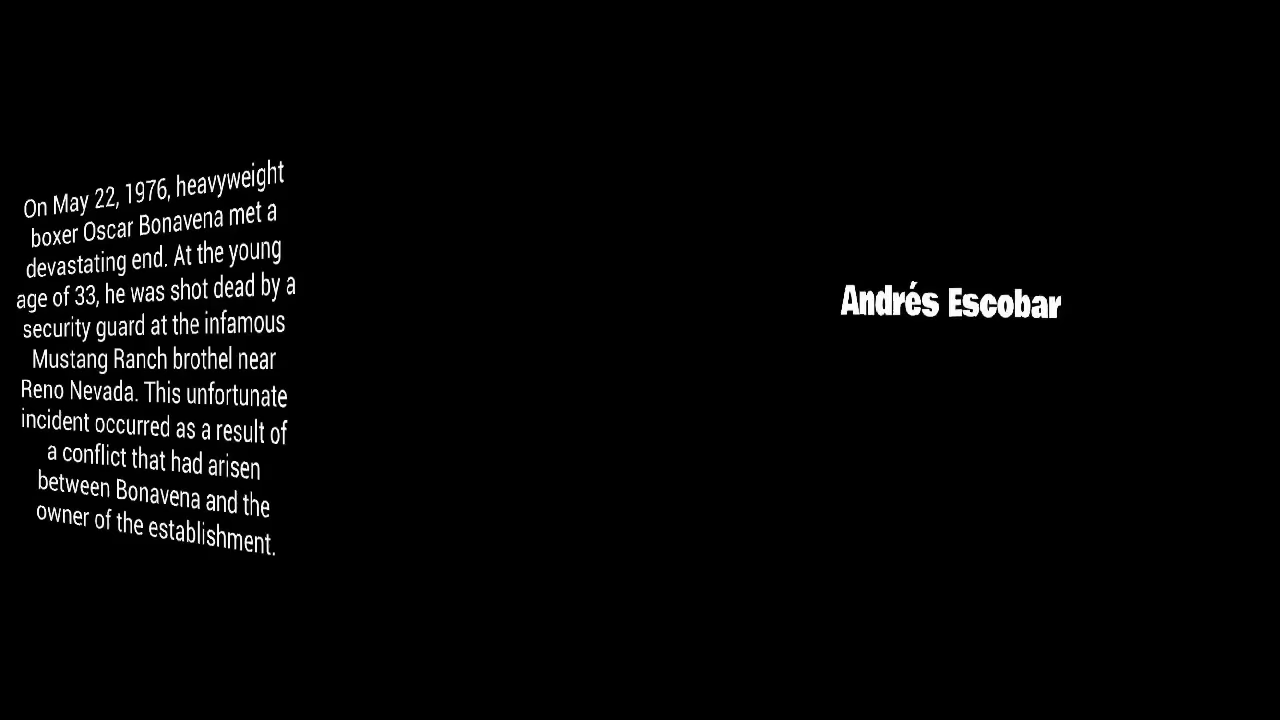 On May 22, 1976, heavyweight
boxer Oscar Bonavena met a
devastating end. At the young
age of 33, he was shot dead by a
security guard at the infamous
Mustang Ranch brothel near
Reno Nevada. This unfortunate
incident occurred as a result of
a conflict that had arisen
between Bonavena and the
owner of the establishment.
Andrés Escobar